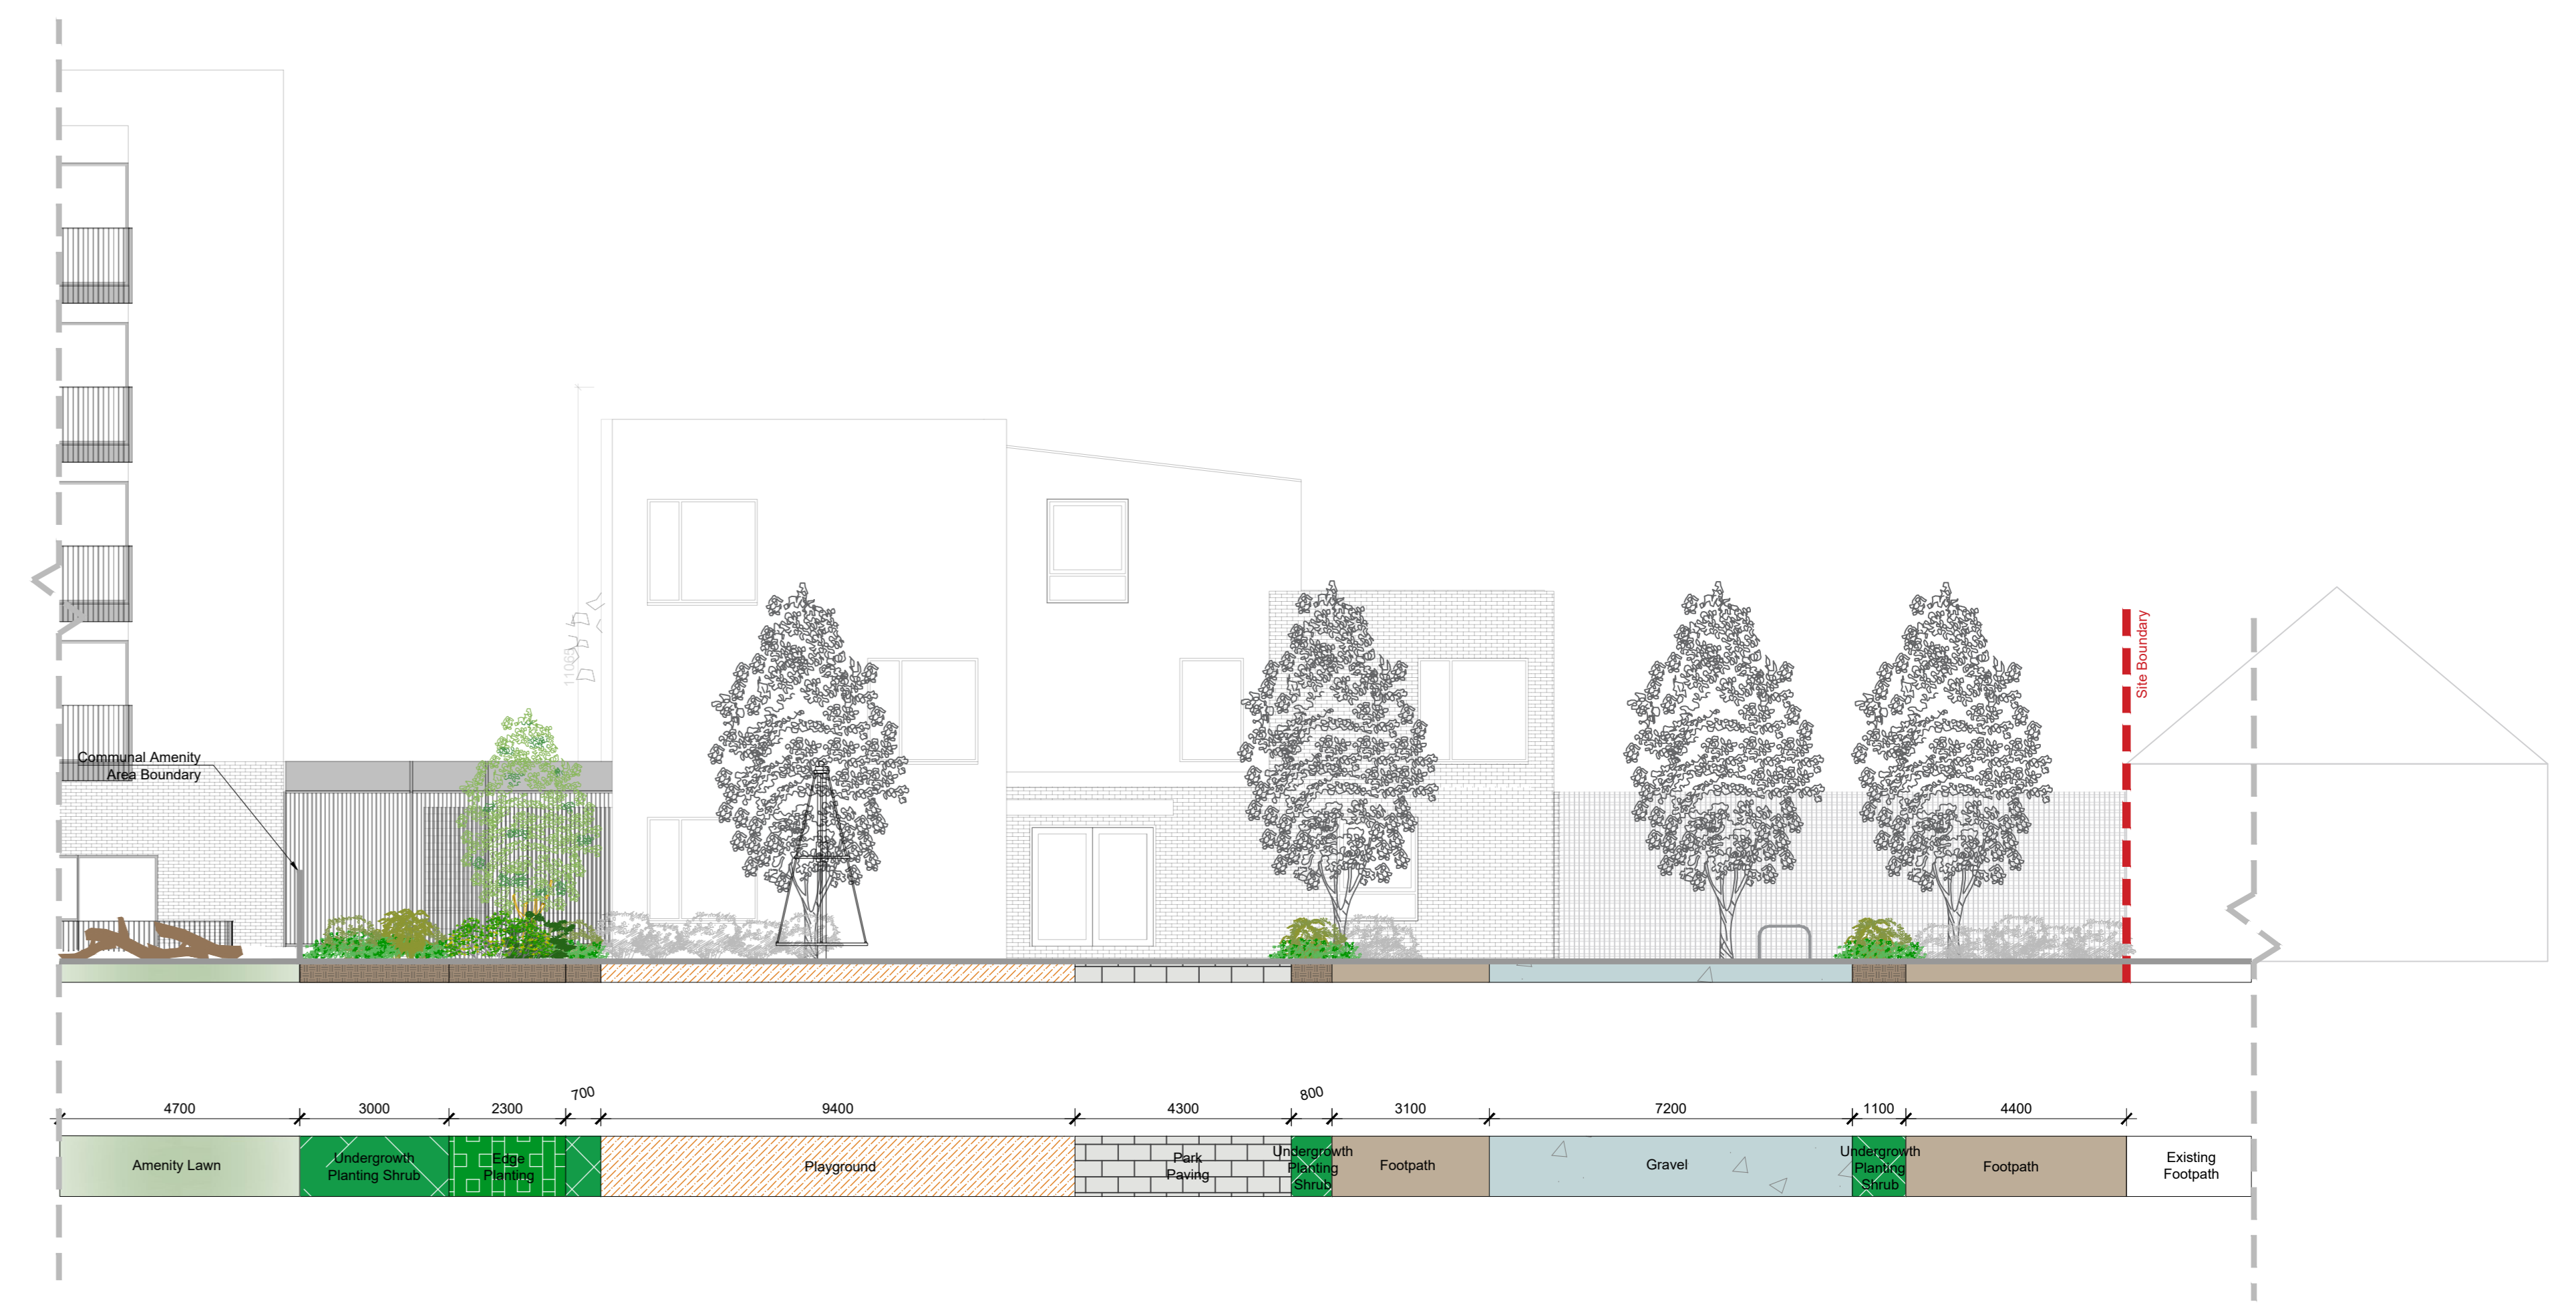 11065
Site Boundary
Communal Amenity
Area Boundary
4700
3000
2300
700
9400
4300
800
3100
7200
1100
4400
Amenity Lawn
Undergrowth
Planting Shrub
Edge
Planting
Playground
Park
Paving
Undergrowth
Planting
Shrub
Footpath
Gravel
Undergrowth
Planting
Shrub
Footpath
Existing
Footpath